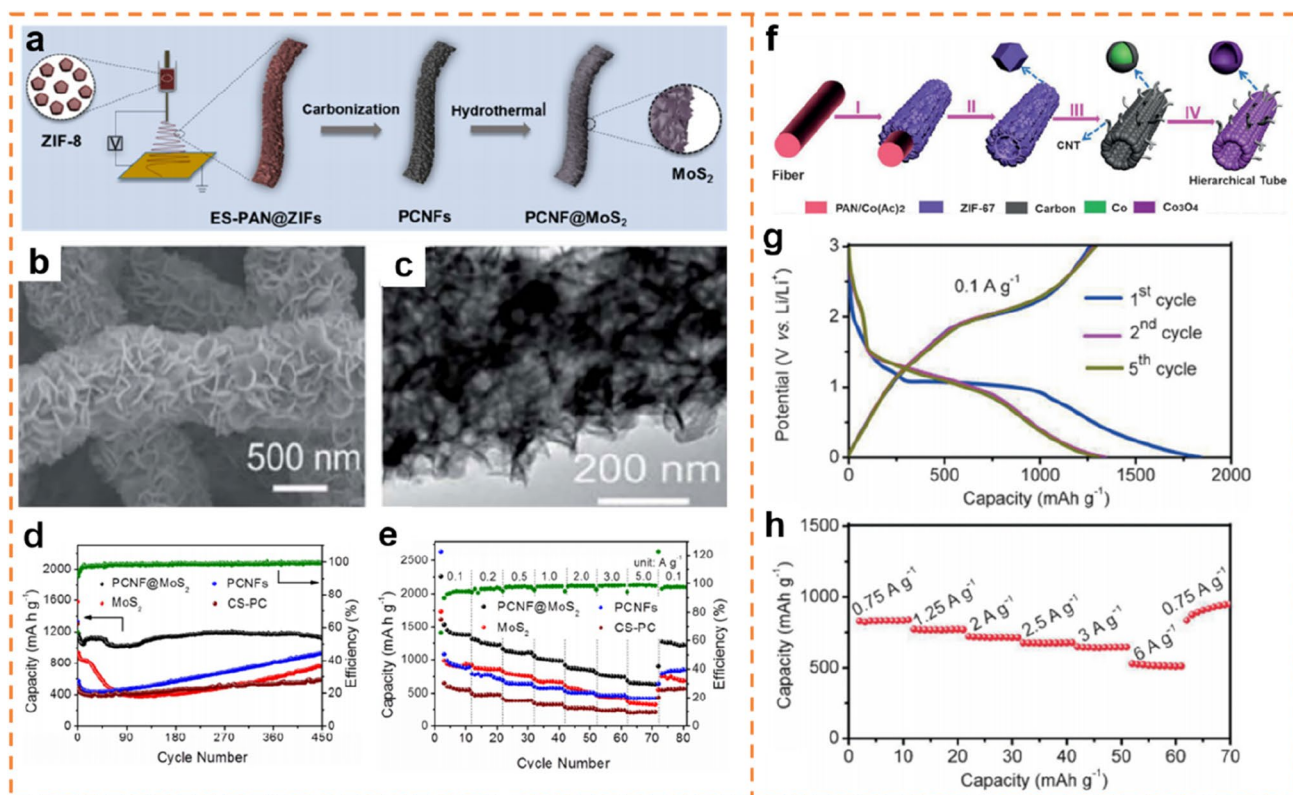 a
ZIF-8
V
Carbonization
Hydrothermal
MoS2
ES-PAN@ZIFs
PCNFs
PCNF@MoS2
b
500 nm
c
200 nm
d
2000
1600
1200
800
400
0
Capacity (mA h g⁻¹)
PCNF@MoS2
PCNFs
MoS2
CS-PC
100
80
60
40
20
0
Efficiency (%)
0
90
180
270
360
450
Cycle Number
e
2500
2000
1500
1000
500
0
Capacity (mA h g⁻¹)
unit: A g⁻¹
0.1
0.2
0.5
1.0
2.0
3.0
5.0
0.1
PCNF@MoS2
PCNFs
MoS2
CS-PC
120
100
80
60
40
20
0
Efficiency (%)
0
10
20
30
40
50
60
70
80
Cycle Number
f
I
II
III
IV
CNT
Fiber
Hierarchical Tube
PAN/Co(Ac)2
ZIF-67
Carbon
Co
Co3O4
g
3
2
1
0
Potential (V vs. Li/Li⁺)
0.1 A g⁻¹
1st cycle
2nd cycle
5th cycle
0
500
1000
1500
2000
Capacity (mAh g⁻¹)
h
1500
1000
500
0
Capacity (mAh g⁻¹)
0.75 A g⁻¹
1.25 A g⁻¹
2 A g⁻¹
2.5 A g⁻¹
3 A g⁻¹
6 A g⁻¹
0.75 A g⁻¹
0
10
20
30
40
50
60
70
Capacity (mAh g⁻¹)